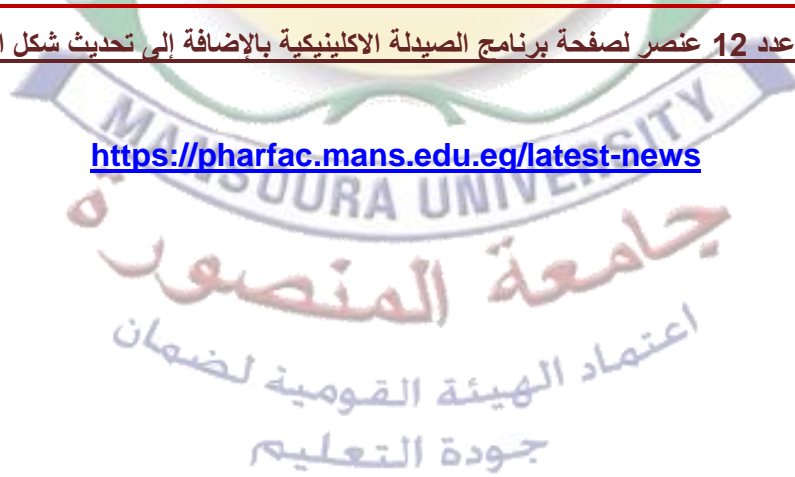 عدد 12 عنصر لصفحة برنامج الصيدلة الاكلينيكية بالإضافة إلى تحديث شكل ا
https://pharfac.mans.edu.eg/latest-news
MANSOURA UNIVERSITY
جامعة المنصورة
اعتماد الهيئة القومية لضمان
جودة التعليم